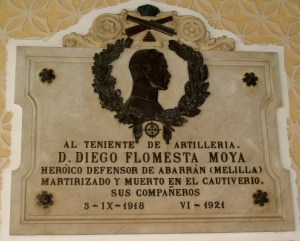 AL TENIENTE DE ARTILLERIA.
D. DIEGO FLOMESTA MOYA
HERÓICO DEFENSOR DE ABARRÁN (MELILLA)
MARTIRIZADO Y MUERTO EN EL CAUTIVERIO.
SUS COMPAÑEROS
5-IX-1918 VI-1921